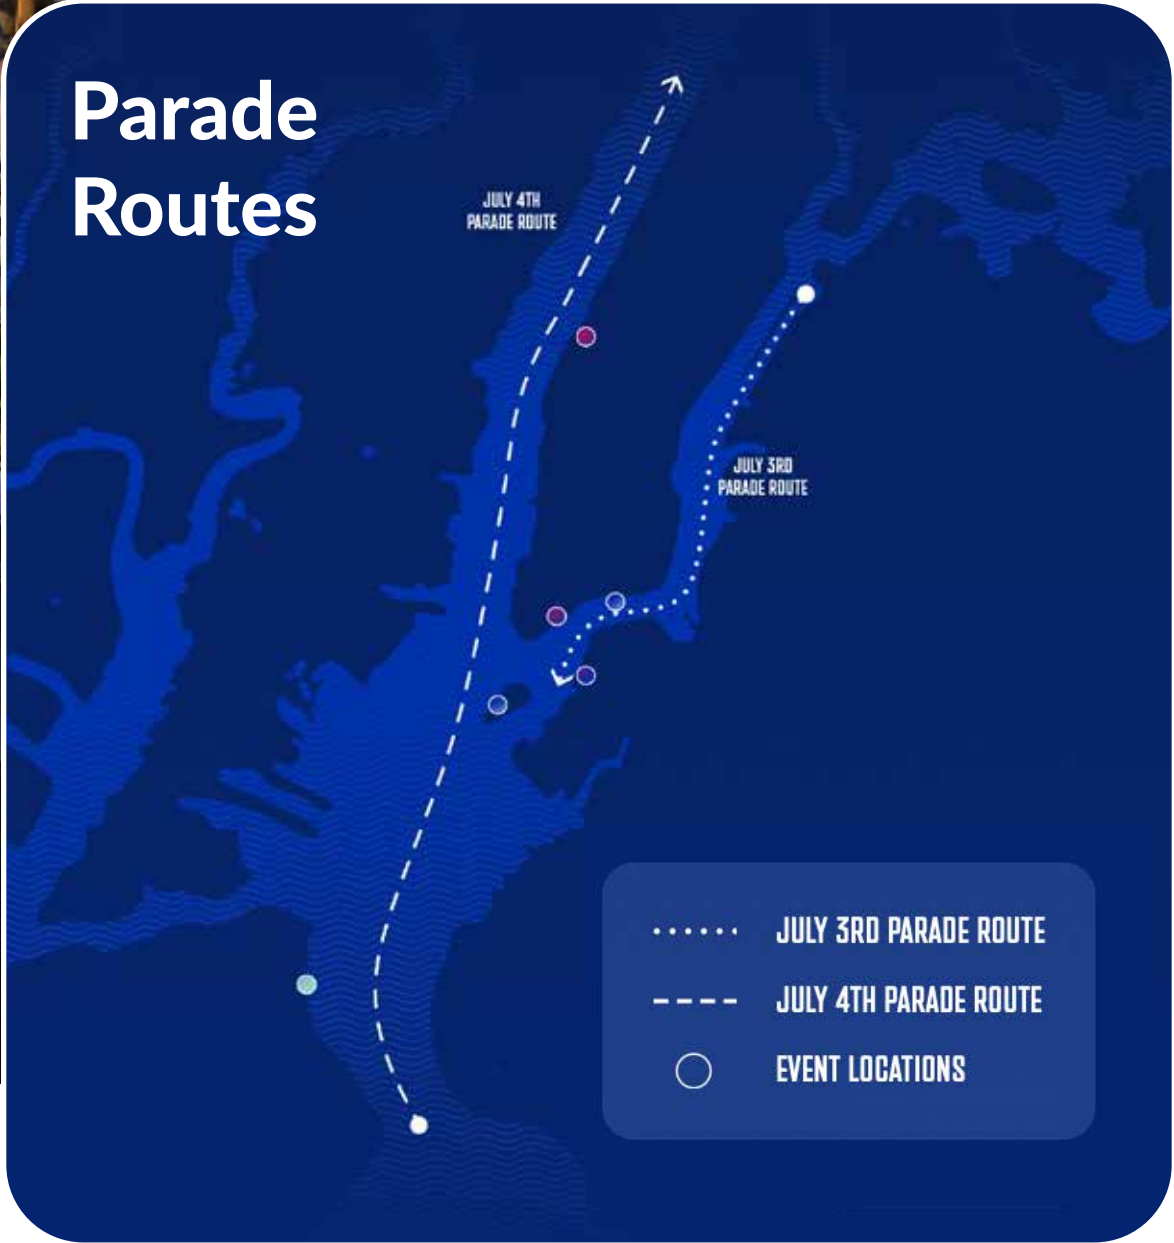 Parade
Routes
JULY 4TH
PARADE ROUTE
JULY 3RD
PARADE ROUTE
JULY 3RD PARADE ROUTE
JULY 4TH PARADE ROUTE
EVENT LOCATIONS